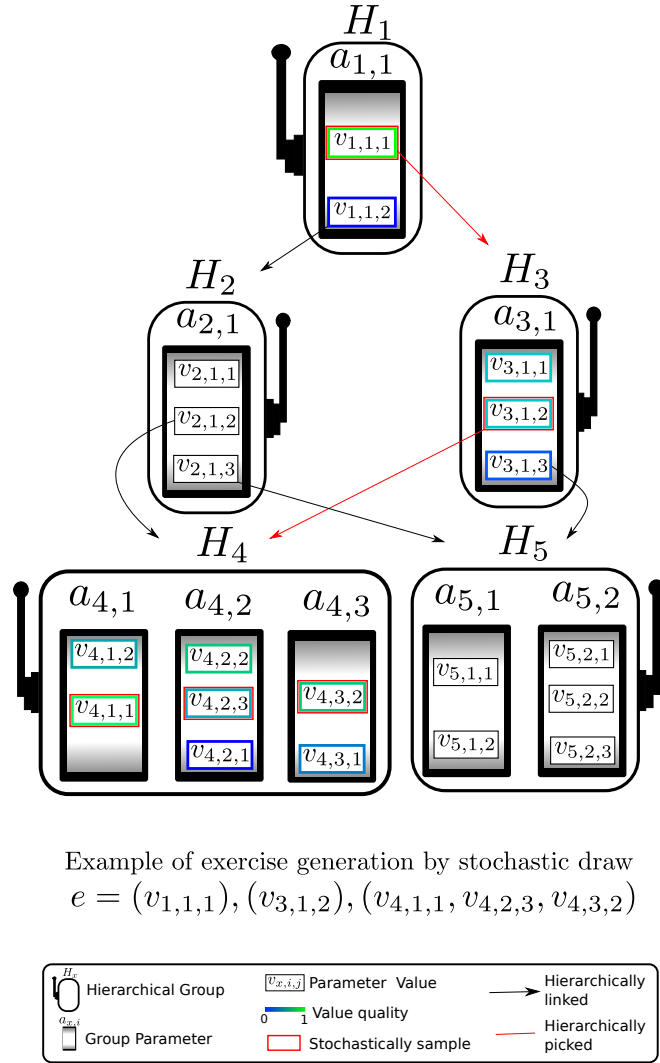 H₁
a₁,₁
v₁,₁,₁
v₁,₁,₂
H₂
H₃
a₂,₁
a₃,₁
v₂,₁,₁
v₃,₁,₁
v₂,₁,₂
v₃,₁,₂
v₂,₁,₃
v₃,₁,₃
H₄
H₅
a₄,₁ a₄,₂ a₄,₃
a₅,₁ a₅,₂
v₄,₁,₂ v₄,₂,₂ v₅,₂,₁
v₄,₁,₁ v₄,₂,₃ v₄,₃,₂ v₅,₁,₁ v₅,₂,₂
v₄,₂,₁ v₄,₃,₁ v₅,₁,₂ v₅,₂,₃
Example of exercise generation by stochastic draw
e = (v₁,₁,₁), (v₃,₁,₂), (v₄,₁,₁, v₄,₂,₃, v₄,₃,₂)
Hₓ
Hierarchical Group
vₓ,ᵢ,ⱼ Parameter Value
Hierarchically
linked
aₓ,ᵢ
Group Parameter
0 1 Value quality
Stochastically sample
Hierarchically
picked